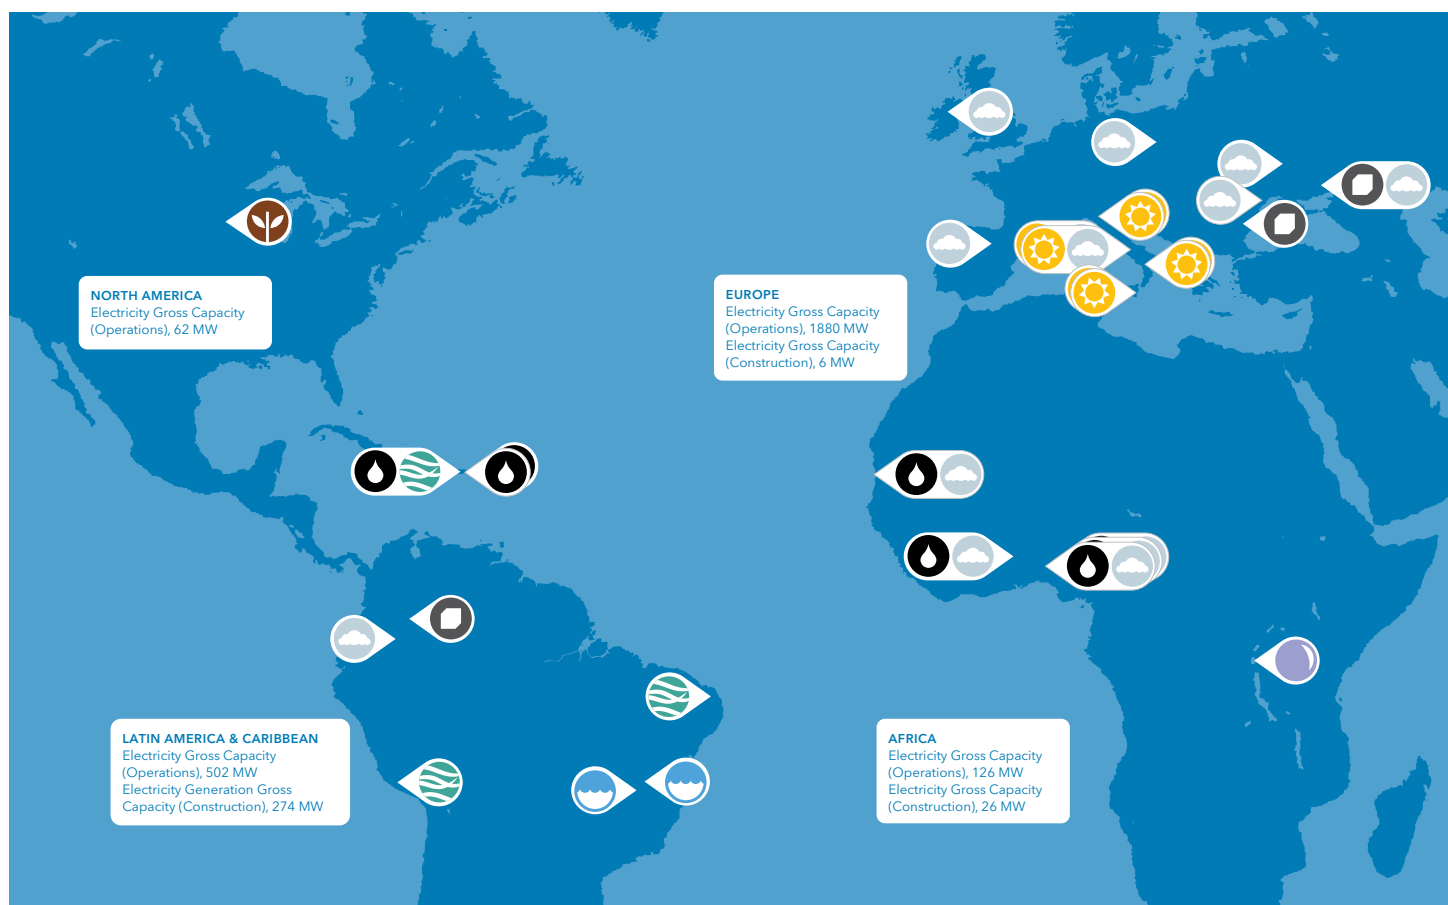 NORTH AMERICA
Electricity Gross Capacity
(Operations), 62 MW
EUROPE
Electricity Gross Capacity
(Operations), 1880 MW
Electricity Gross Capacity
(Construction), 6 MW
LATIN AMERICA & CARIBBEAN
Electricity Gross Capacity
(Operations), 502 MW
Electricity Generation Gross
Capacity (Construction), 274 MW
AFRICA
Electricity Gross Capacity
(Operations), 126 MW
Electricity Gross Capacity
(Construction), 26 MW